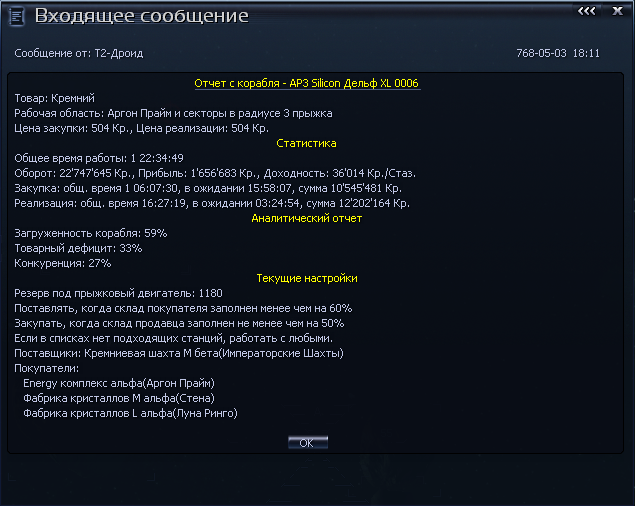 Входящее сообщение
Сообщение от: Т2-Дроид 768-05-03 18:11
Отчет с корабля - AP3 Silicon Дельф XL 0006
Товар: Кремний
Рабочая область: Аргон Прайм и секторы в радиусе 3 прыжка
Цена закупки: 504 Кр., Цена реализации: 504 Кр.
Статистика
Общее время работы: 1 22:34:49
Оборот: 22'747'645 Кр., Прибыль: 1'656'683 Кр., Доходность: 36'014 Кр./Стаз.
Закупка: общ. время 1 06:07:30, в ожидании 15:58:07, сумма 10'545'481 Кр.
Реализация: общ. время 16:27:19, в ожидании 03:24:54, сумма 12'202'164 Кр.
Аналитический отчет
Загруженность корабля: 59%
Товарный дефицит: 33%
Конкуренция: 27%
Текущие настройки
Резерв под прыжковый двигатель: 1180
Поставлять, когда склад покупателя заполнен менее чем на 60%
Закупать, когда склад продавца заполнен не менее чем на 50%
Если в списках нет подходящих станций, работать с любыми.
Поставщики: Кремниевая шахта М бета(Императорские Шахты)
Покупатели:
Energy комплекс альфа(Аргон Прайм)
Фабрика кристаллов М альфа(Стена)
Фабрика кристаллов L альфа(Луна Ринго)
OK